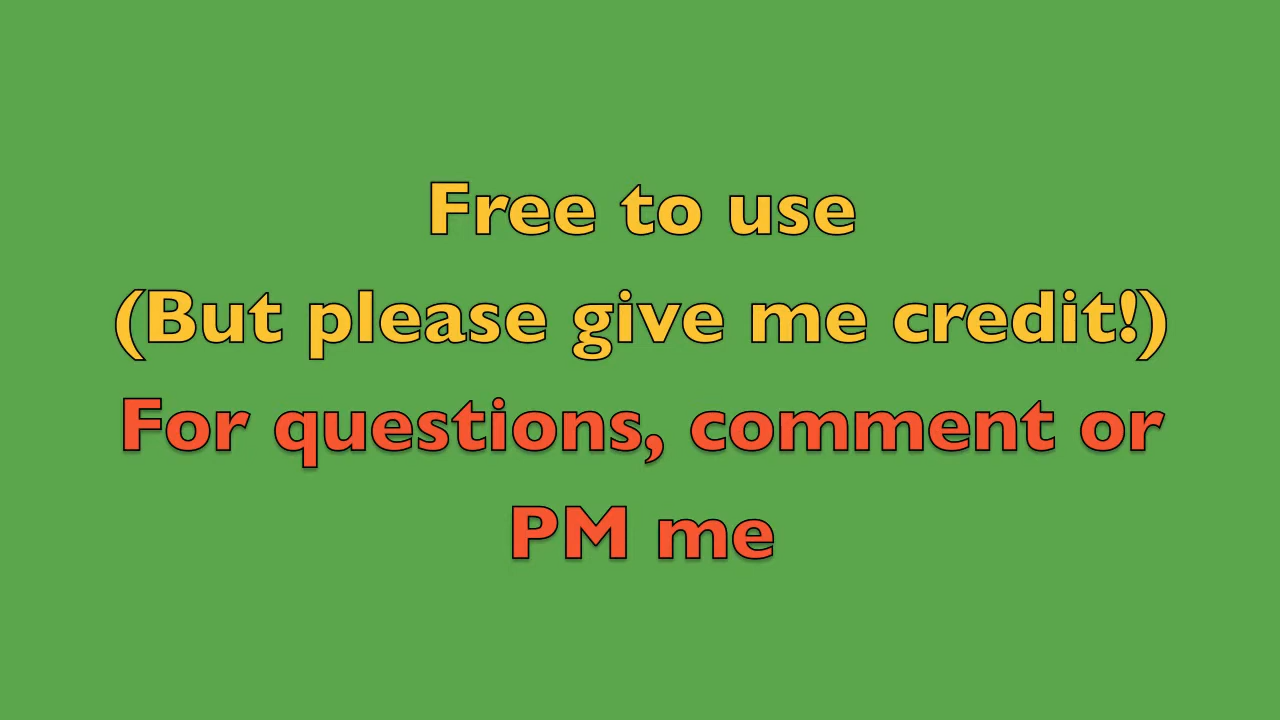 Free to use
(But please give me credit!)
For questions, comment or
PM me